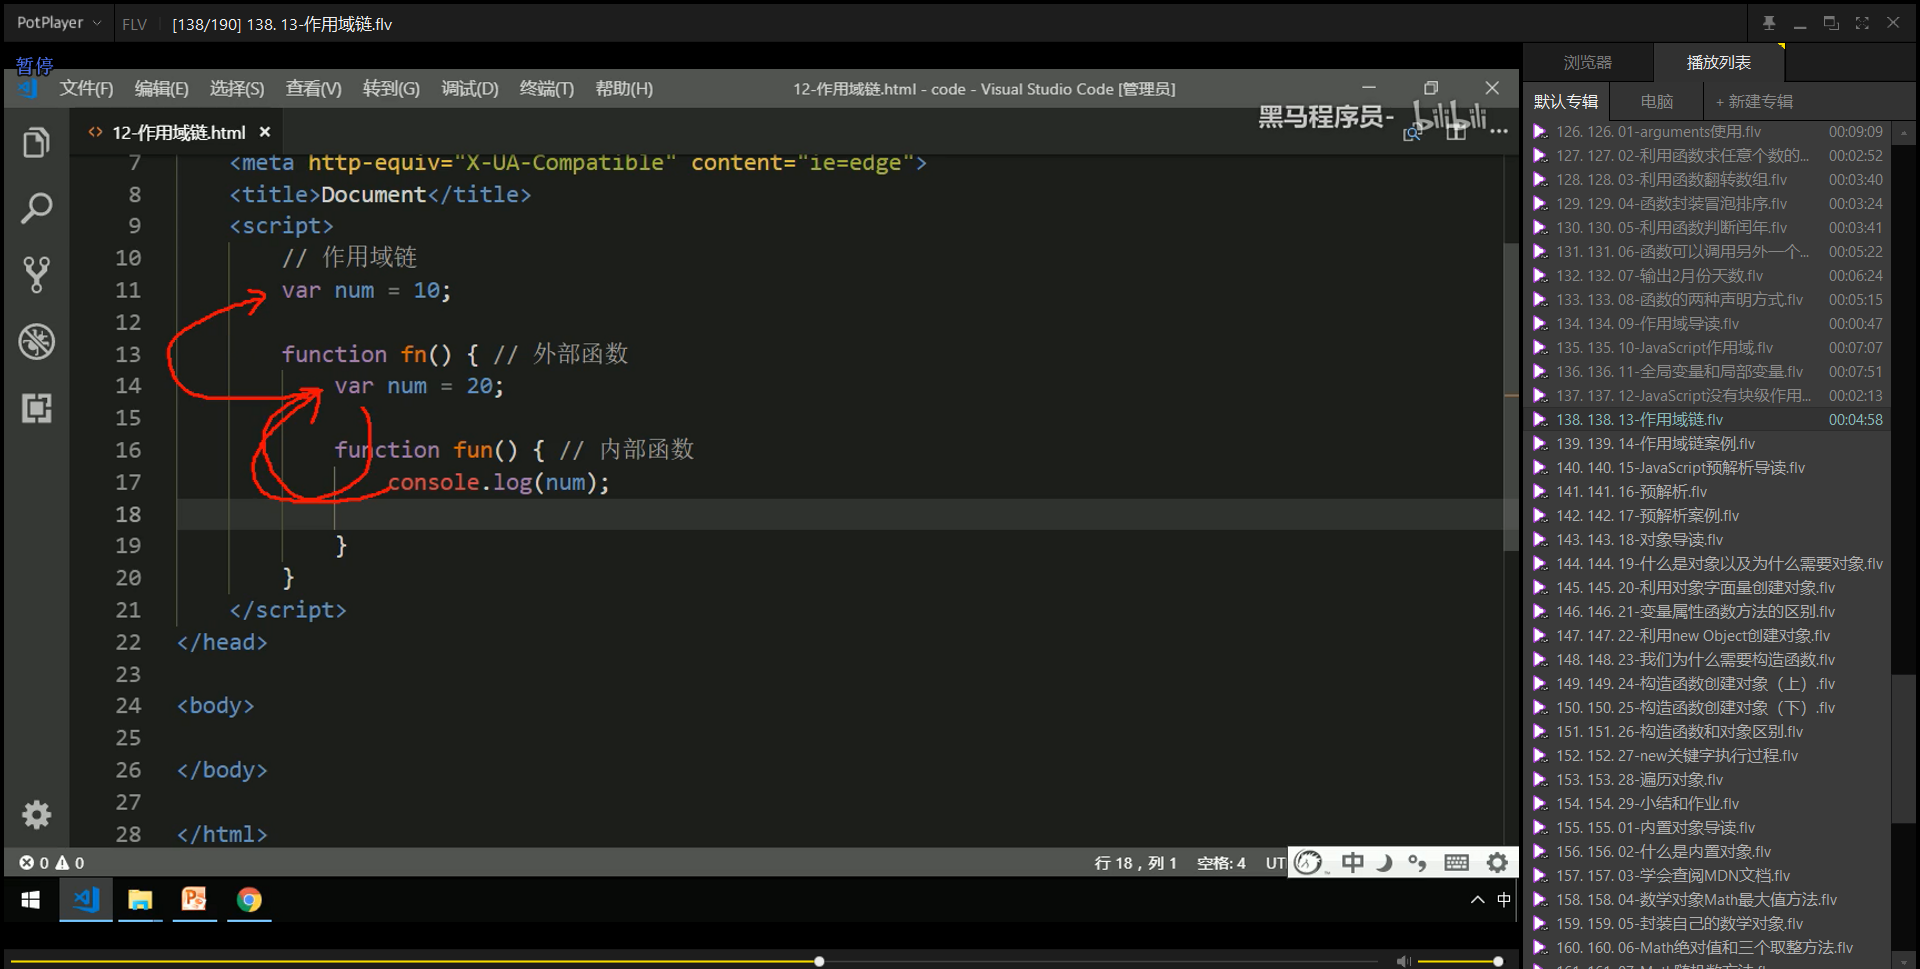 PotPlayer FLV [138/190] 138. 13-作用域链.flv
暂停
文件(F) 编辑(E) 选择(S) 查看(V) 转到(G) 调试(D) 终端(T) 帮助(H) 12-作用域链.html - code - Visual Studio Code [管理员]
黑马程序员- bilibili
<> 12-作用域链.html ×
7 <meta http-equiv="X-UA-Compatible" content="ie=edge">
8 <title>Document</title>
9 <script>
10 // 作用域链
11 var num = 10;
12
13 function fn() { // 外部函数
14 var num = 20;
15
16 function fun() { // 内部函数
17 console.log(num);
18
19 }
20 }
21 </script>
22 </head>
23
24 <body>
25
26 </body>
27
28 </html>
0 0 行 18，列 1 空格: 4 UT 中
中
浏览器 播放列表
默认专辑 电脑 + 新建专辑
126. 126. 01-arguments使用.flv 00:09:09
127. 127. 02-利用函数求任意个数的... 00:02:52
128. 128. 03-利用函数翻转数组.flv 00:03:40
129. 129. 04-函数封装冒泡排序.flv 00:03:24
130. 130. 05-利用函数判断闰年.flv 00:03:41
131. 131. 06-函数可以调用另外一个... 00:05:22
132. 132. 07-输出2月份天数.flv 00:06:24
133. 133. 08-函数的两种声明方式.flv 00:05:15
134. 134. 09-作用域导读.flv 00:00:47
135. 135. 10-JavaScript作用域.flv 00:07:07
136. 136. 11-全局变量和局部变量.flv 00:07:51
137. 137. 12-JavaScript没有块级作用... 00:02:13
138. 138. 13-作用域链.flv 00:04:58
139. 139. 14-作用域链案例.flv
140. 140. 15-JavaScript预解析导读.flv
141. 141. 16-预解析.flv
142. 142. 17-预解析案例.flv
143. 143. 18-对象导读.flv
144. 144. 19-什么是对象以及为什么需要对象.flv
145. 145. 20-利用对象字面量创建对象.flv
146. 146. 21-变量属性函数方法的区别.flv
147. 147. 22-利用new Object创建对象.flv
148. 148. 23-我们为什么需要构造函数.flv
149. 149. 24-构造函数创建对象（上）.flv
150. 150. 25-构造函数创建对象（下）.flv
151. 151. 26-构造函数和对象区别.flv
152. 152. 27-new关键字执行过程.flv
153. 153. 28-遍历对象.flv
154. 154. 29-小结和作业.flv
155. 155. 01-内置对象导读.flv
156. 156. 02-什么是内置对象.flv
157. 157. 03-学会查阅MDN文档.flv
158. 158. 04-数学对象Math最大值方法.flv
159. 159. 05-封装自己的数学对象.flv
160. 160. 06-Math绝对值和三个取整方法.flv